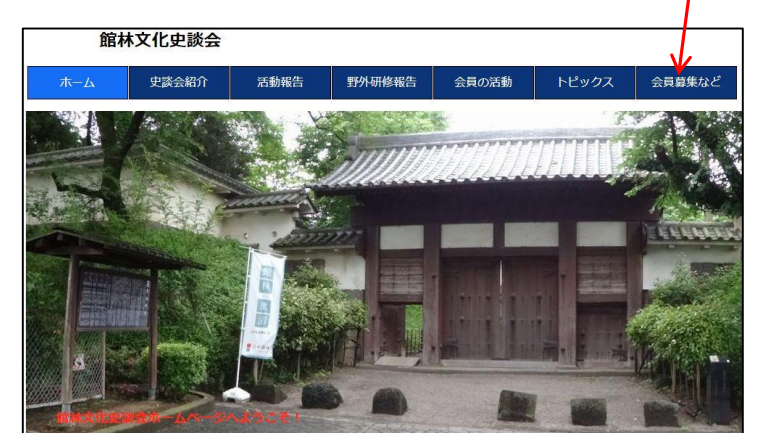 館林文化史談会
ホーム 史談会紹介 活動報告 野外研修報告 会員の活動 トピックス 会員募集など
館林文化史談会ホームページへようこそ!